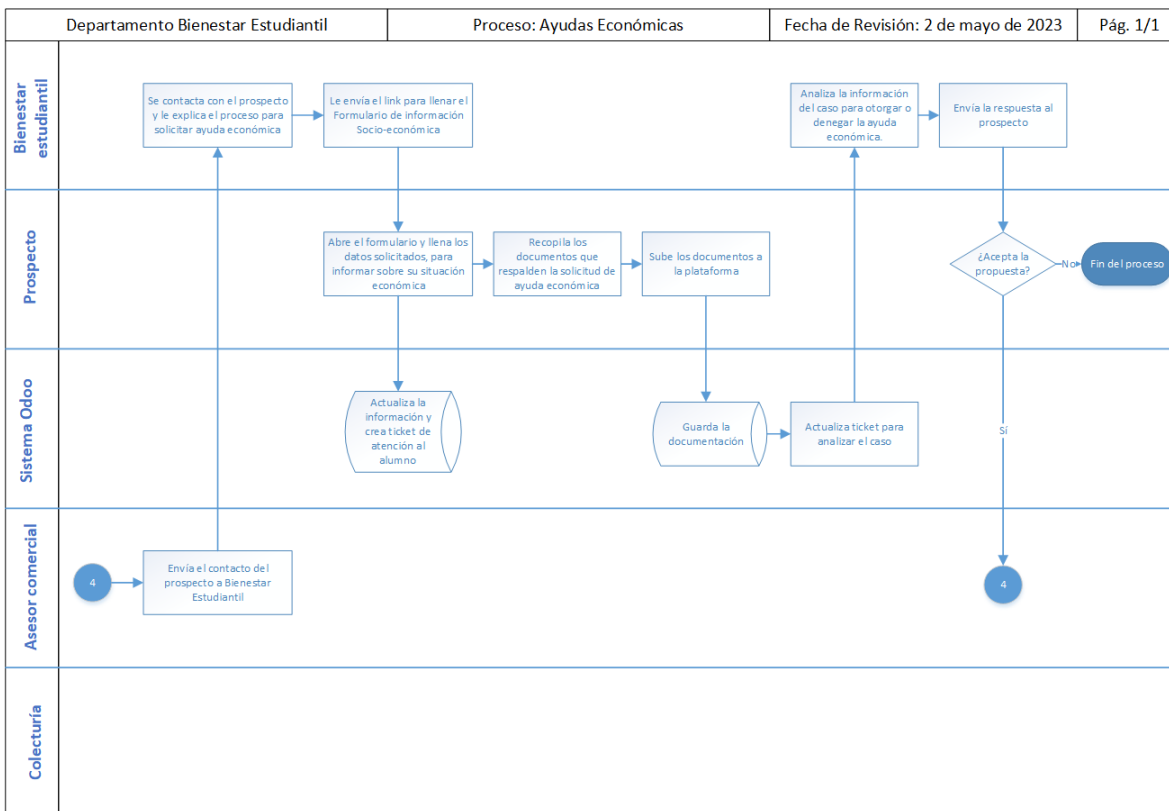 Departamento Bienestar Estudiantil
Proceso: Ayudas Económicas
Fecha de Revisión: 2 de mayo de 2023
Pág. 1/1
Bienestar
estudiantil
Se contacta con el prospecto
y le explica el proceso para
solicitar ayuda económica
Le envía el link para llenar el
Formulario de información
Socio-económica
Analiza la información
del caso para otorgar o
denegar la ayuda
económica.
Envía la respuesta al
prospecto
Prospecto
Abre el formulario y llena los
datos solicitados, para
informar sobre su situación
económica
Recopila los
documentos que
respalden la solicitud de
ayuda económica
Sube los documentos a
la plataforma
¿Acepta la
propuesta?
No
Fin del proceso
Sistema Odoo
Actualiza la
información y
crea ticket de
atención al
alumno
Guarda la
documentación
Actualiza ticket para
analizar el caso
Sí
Asesor comercial
4
Envía el contacto del
prospecto a Bienestar
Estudiantil
4
Colecturía